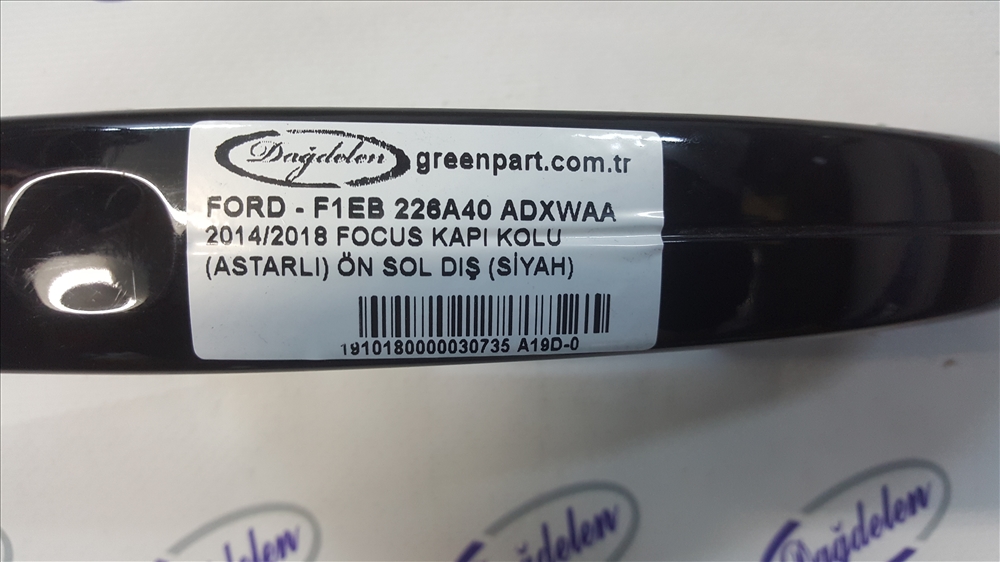 Dağdelen greenpart.com.tr
FORD - F1EB 226A40 ADXWAA
2014/2018 FOCUS KAPI KOLU
(ASTARLI) ÖN SOL DIŞ (SİYAH)
1910180000030735 A19D-0
Dağdelen
Dağdelen